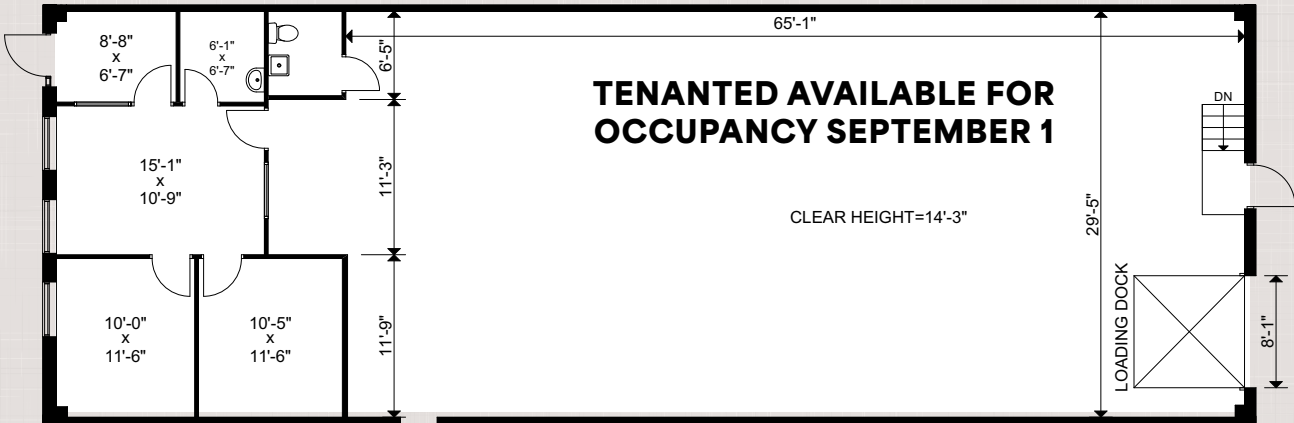 65'-1"
8'-8"
x
6'-7"
6'-1"
x
6'-7"
6'-5"
TENANTED AVAILABLE FOR
OCCUPANCY SEPTEMBER 1
DN
15'-1"
x
10'-9"
11'-3"
CLEAR HEIGHT=14'-3"
29'-5"
LOADING DOCK
8'-1"
10'-0"
x
11'-6"
10'-5"
x
11'-6"
11'-9"